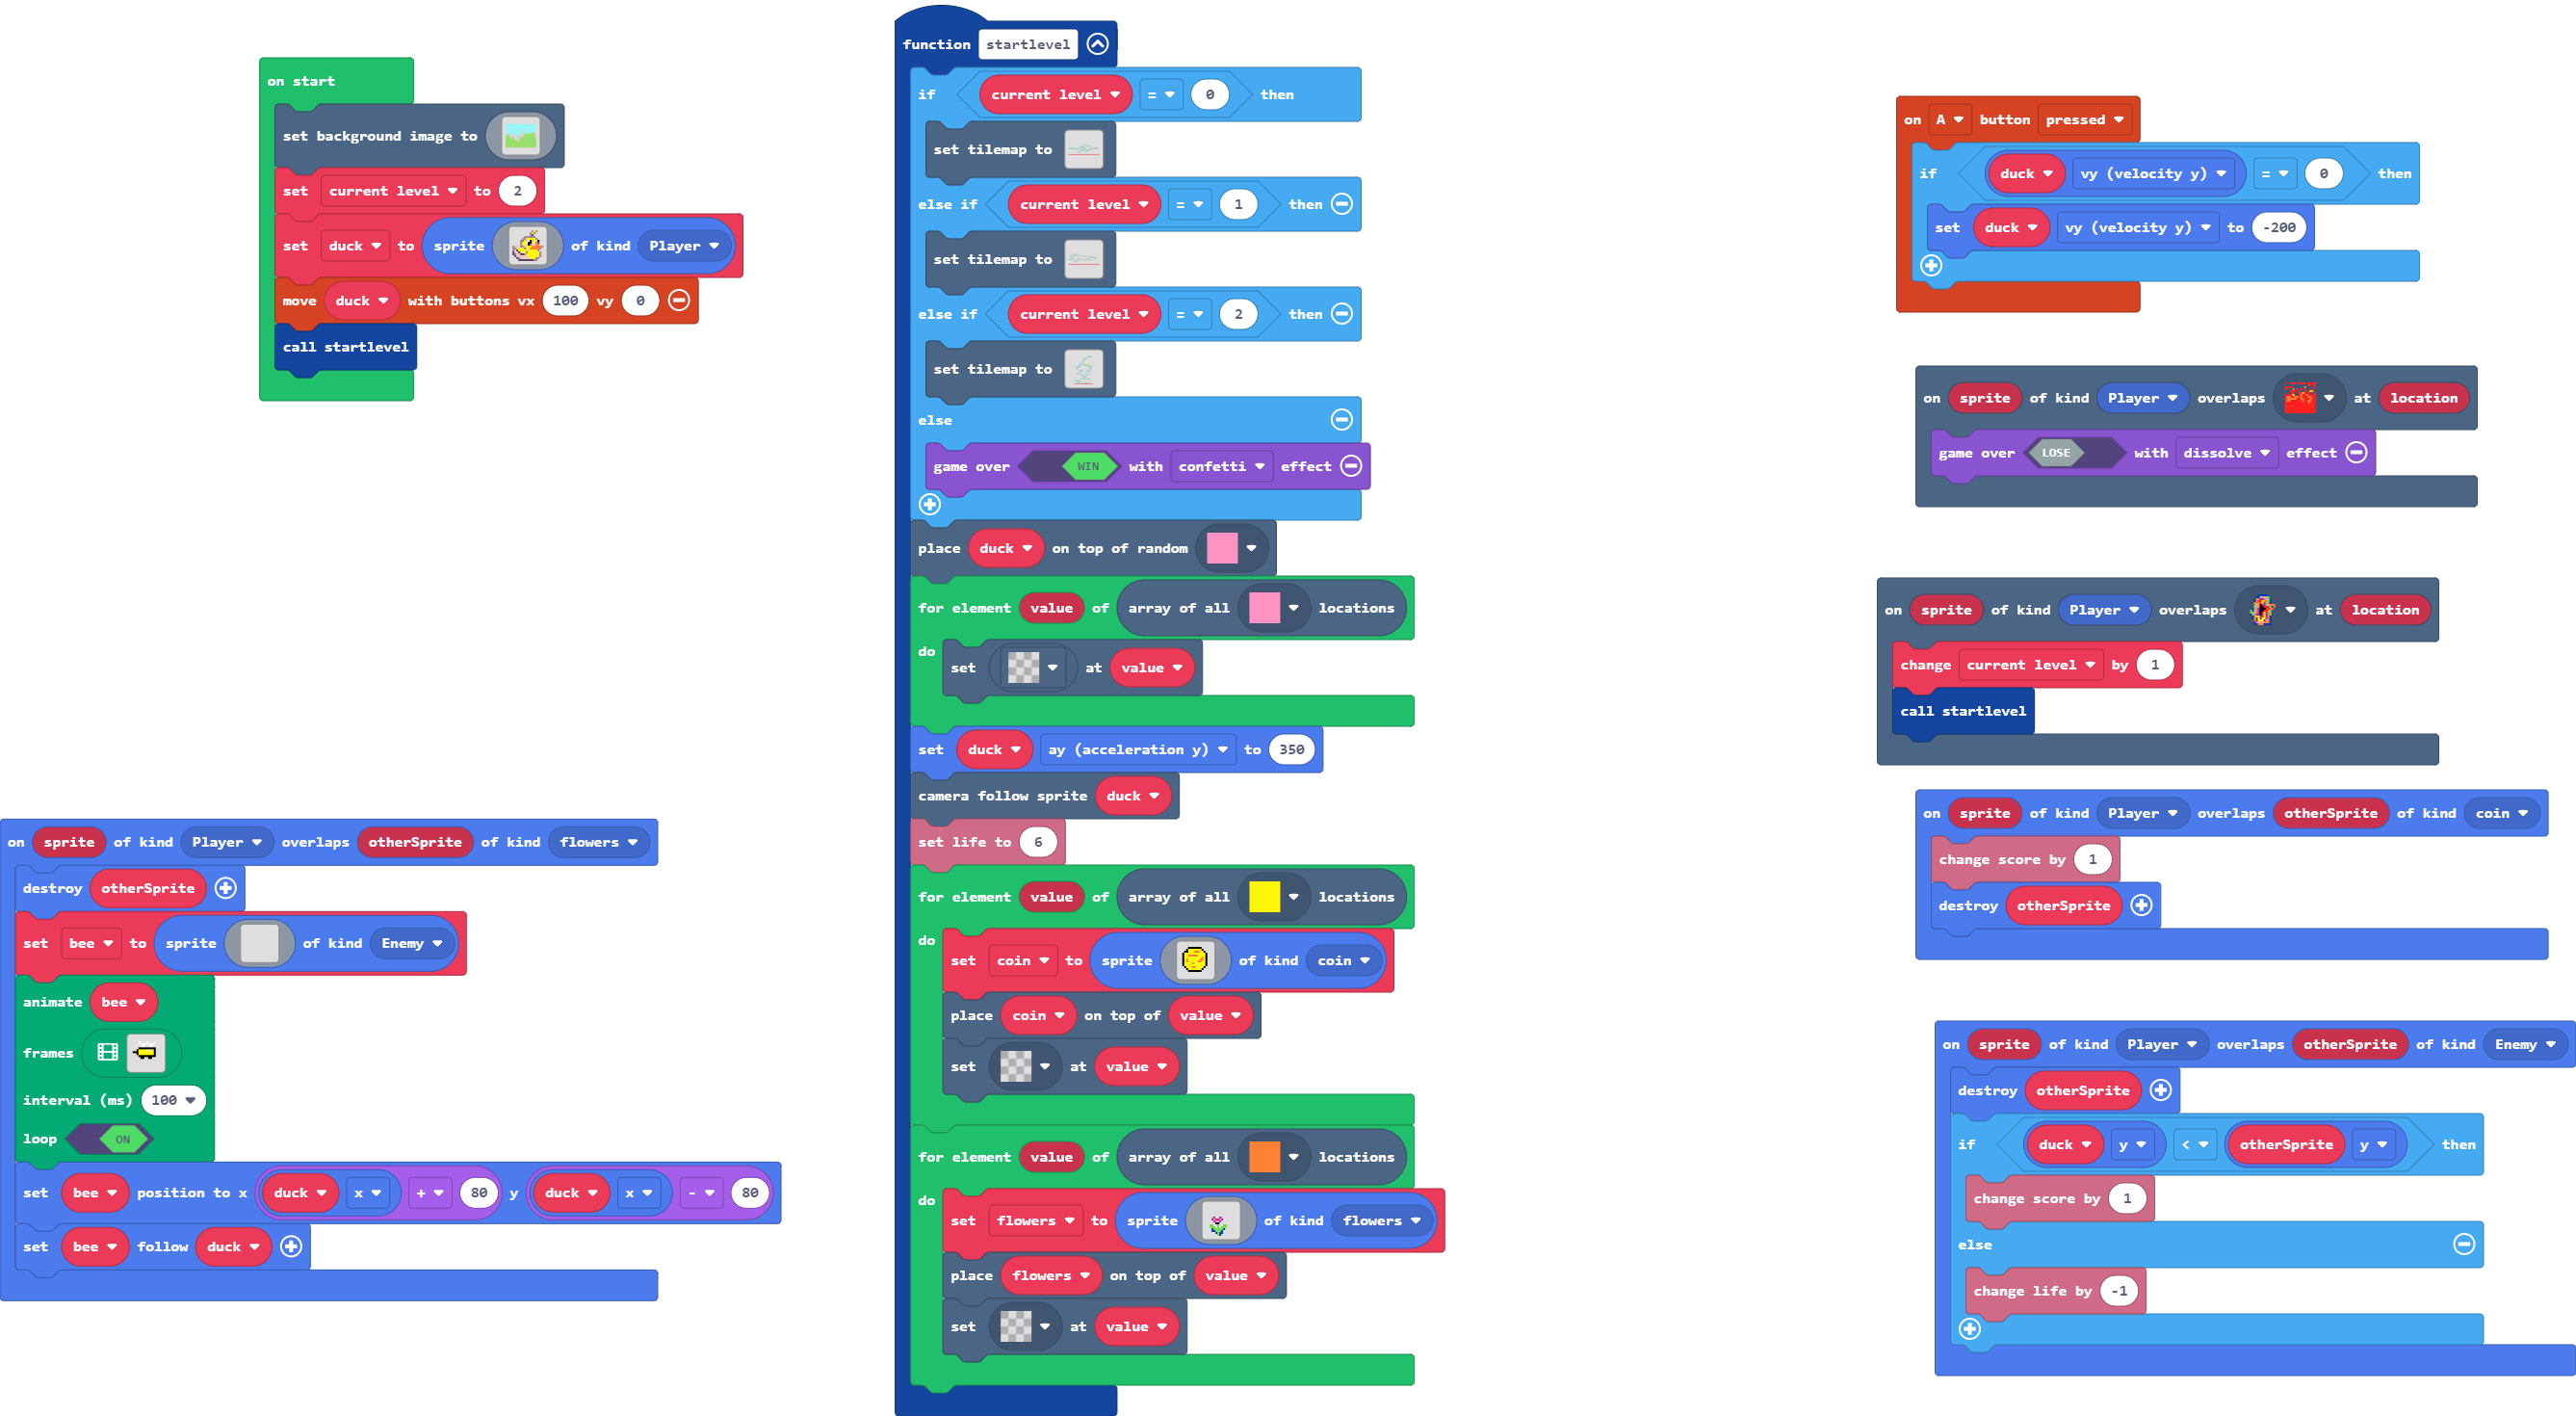 on start
set background image to
set current level to 2
set duck to sprite of kind Player
move duck with buttons vx 100 vy 0
call startlevel
on sprite of kind Player overlaps otherSprite of kind flowers
destroy otherSprite
set bee to sprite of kind Enemy
animate bee
frames
interval (ms) 100
loop ON
set bee position to x duck x + 80 y duck x - 80
set bee follow duck
function startlevel
if current level = 0 then
set tilemap to
else if current level = 1 then
set tilemap to
else if current level = 2 then
set tilemap to
else
game over WIN with confetti effect
place duck on top of random
for element value of array of all locations
do
set at value
set duck ay (acceleration y) to 350
camera follow sprite duck
set life to 6
for element value of array of all locations
do
set coin to sprite of kind coin
place coin on top of value
set at value
for element value of array of all locations
do
set flowers to sprite of kind flowers
place flowers on top of value
set at value
on A button pressed
if duck vy (velocity y) = 0 then
set duck vy (velocity y) to -200
on sprite of kind Player overlaps at location
game over LOSE with dissolve effect
on sprite of kind Player overlaps at location
change current level by 1
call startlevel
on sprite of kind Player overlaps otherSprite of kind coin
change score by 1
destroy otherSprite
on sprite of kind Player overlaps otherSprite of kind Enemy
destroy otherSprite
if duck y < otherSprite y then
change score by 1
else
change life by -1